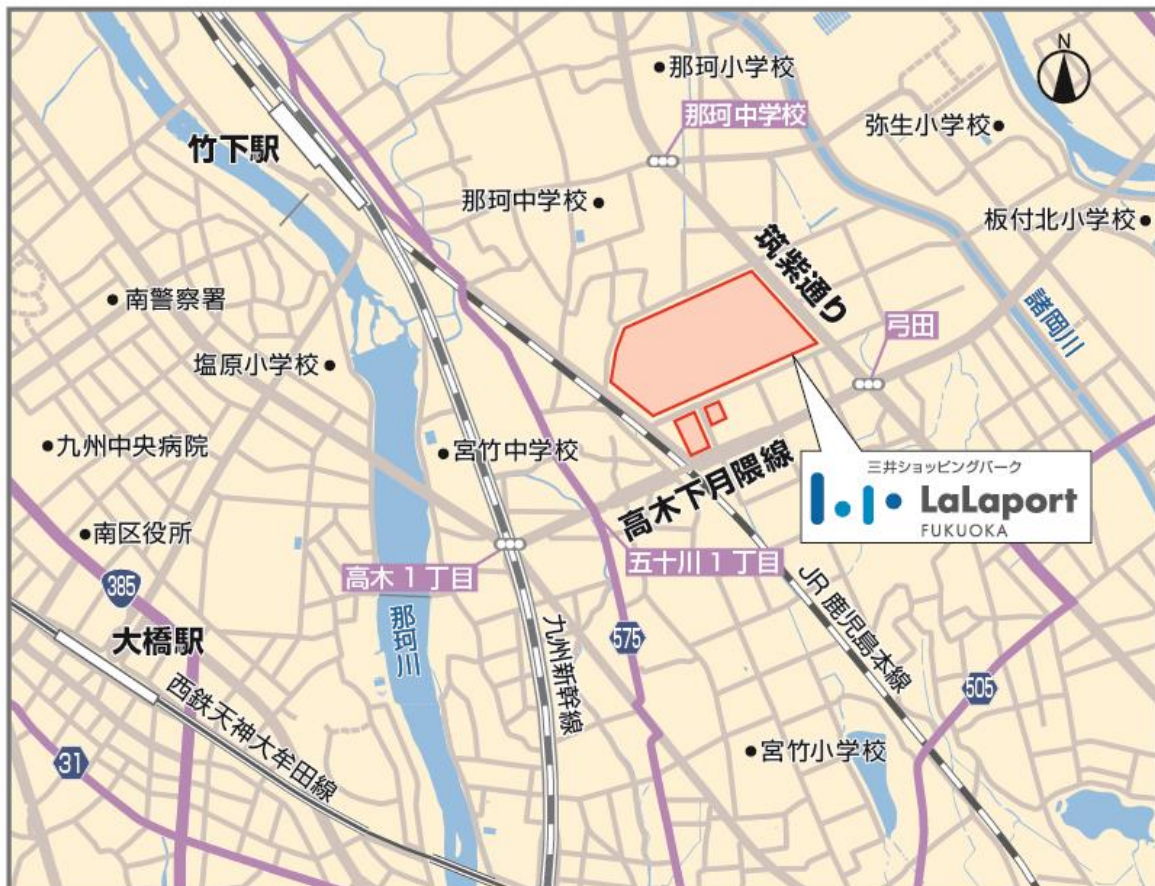 N
那珂小学校
那珂中学校
弥生小学校
竹下駅
那珂中学校
板付北小学校
筑紫通り
南警察署
諸岡川
弓田
塩原小学校
九州中央病院
宮竹中学校
三井ショッピングパーク
LaLaport
FUKUOKA
高木下月隈線
南区役所
高木1丁目
五十川1丁目
385
JR鹿児島本線
大橋駅
那珂川
九州新幹線
575
505
西鉄天神大牟田線
31
宮竹小学校